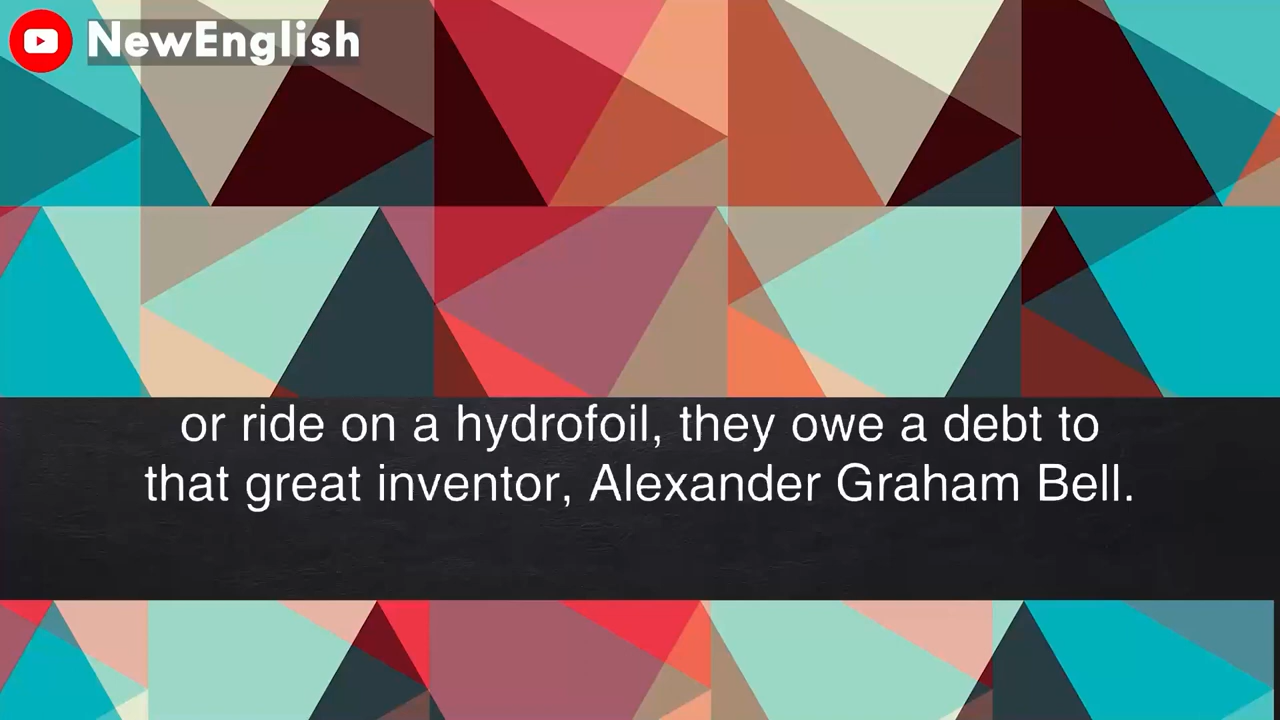 NewEnglish
or ride on a hydrofoil, they owe a debt to
that great inventor, Alexander Graham Bell.